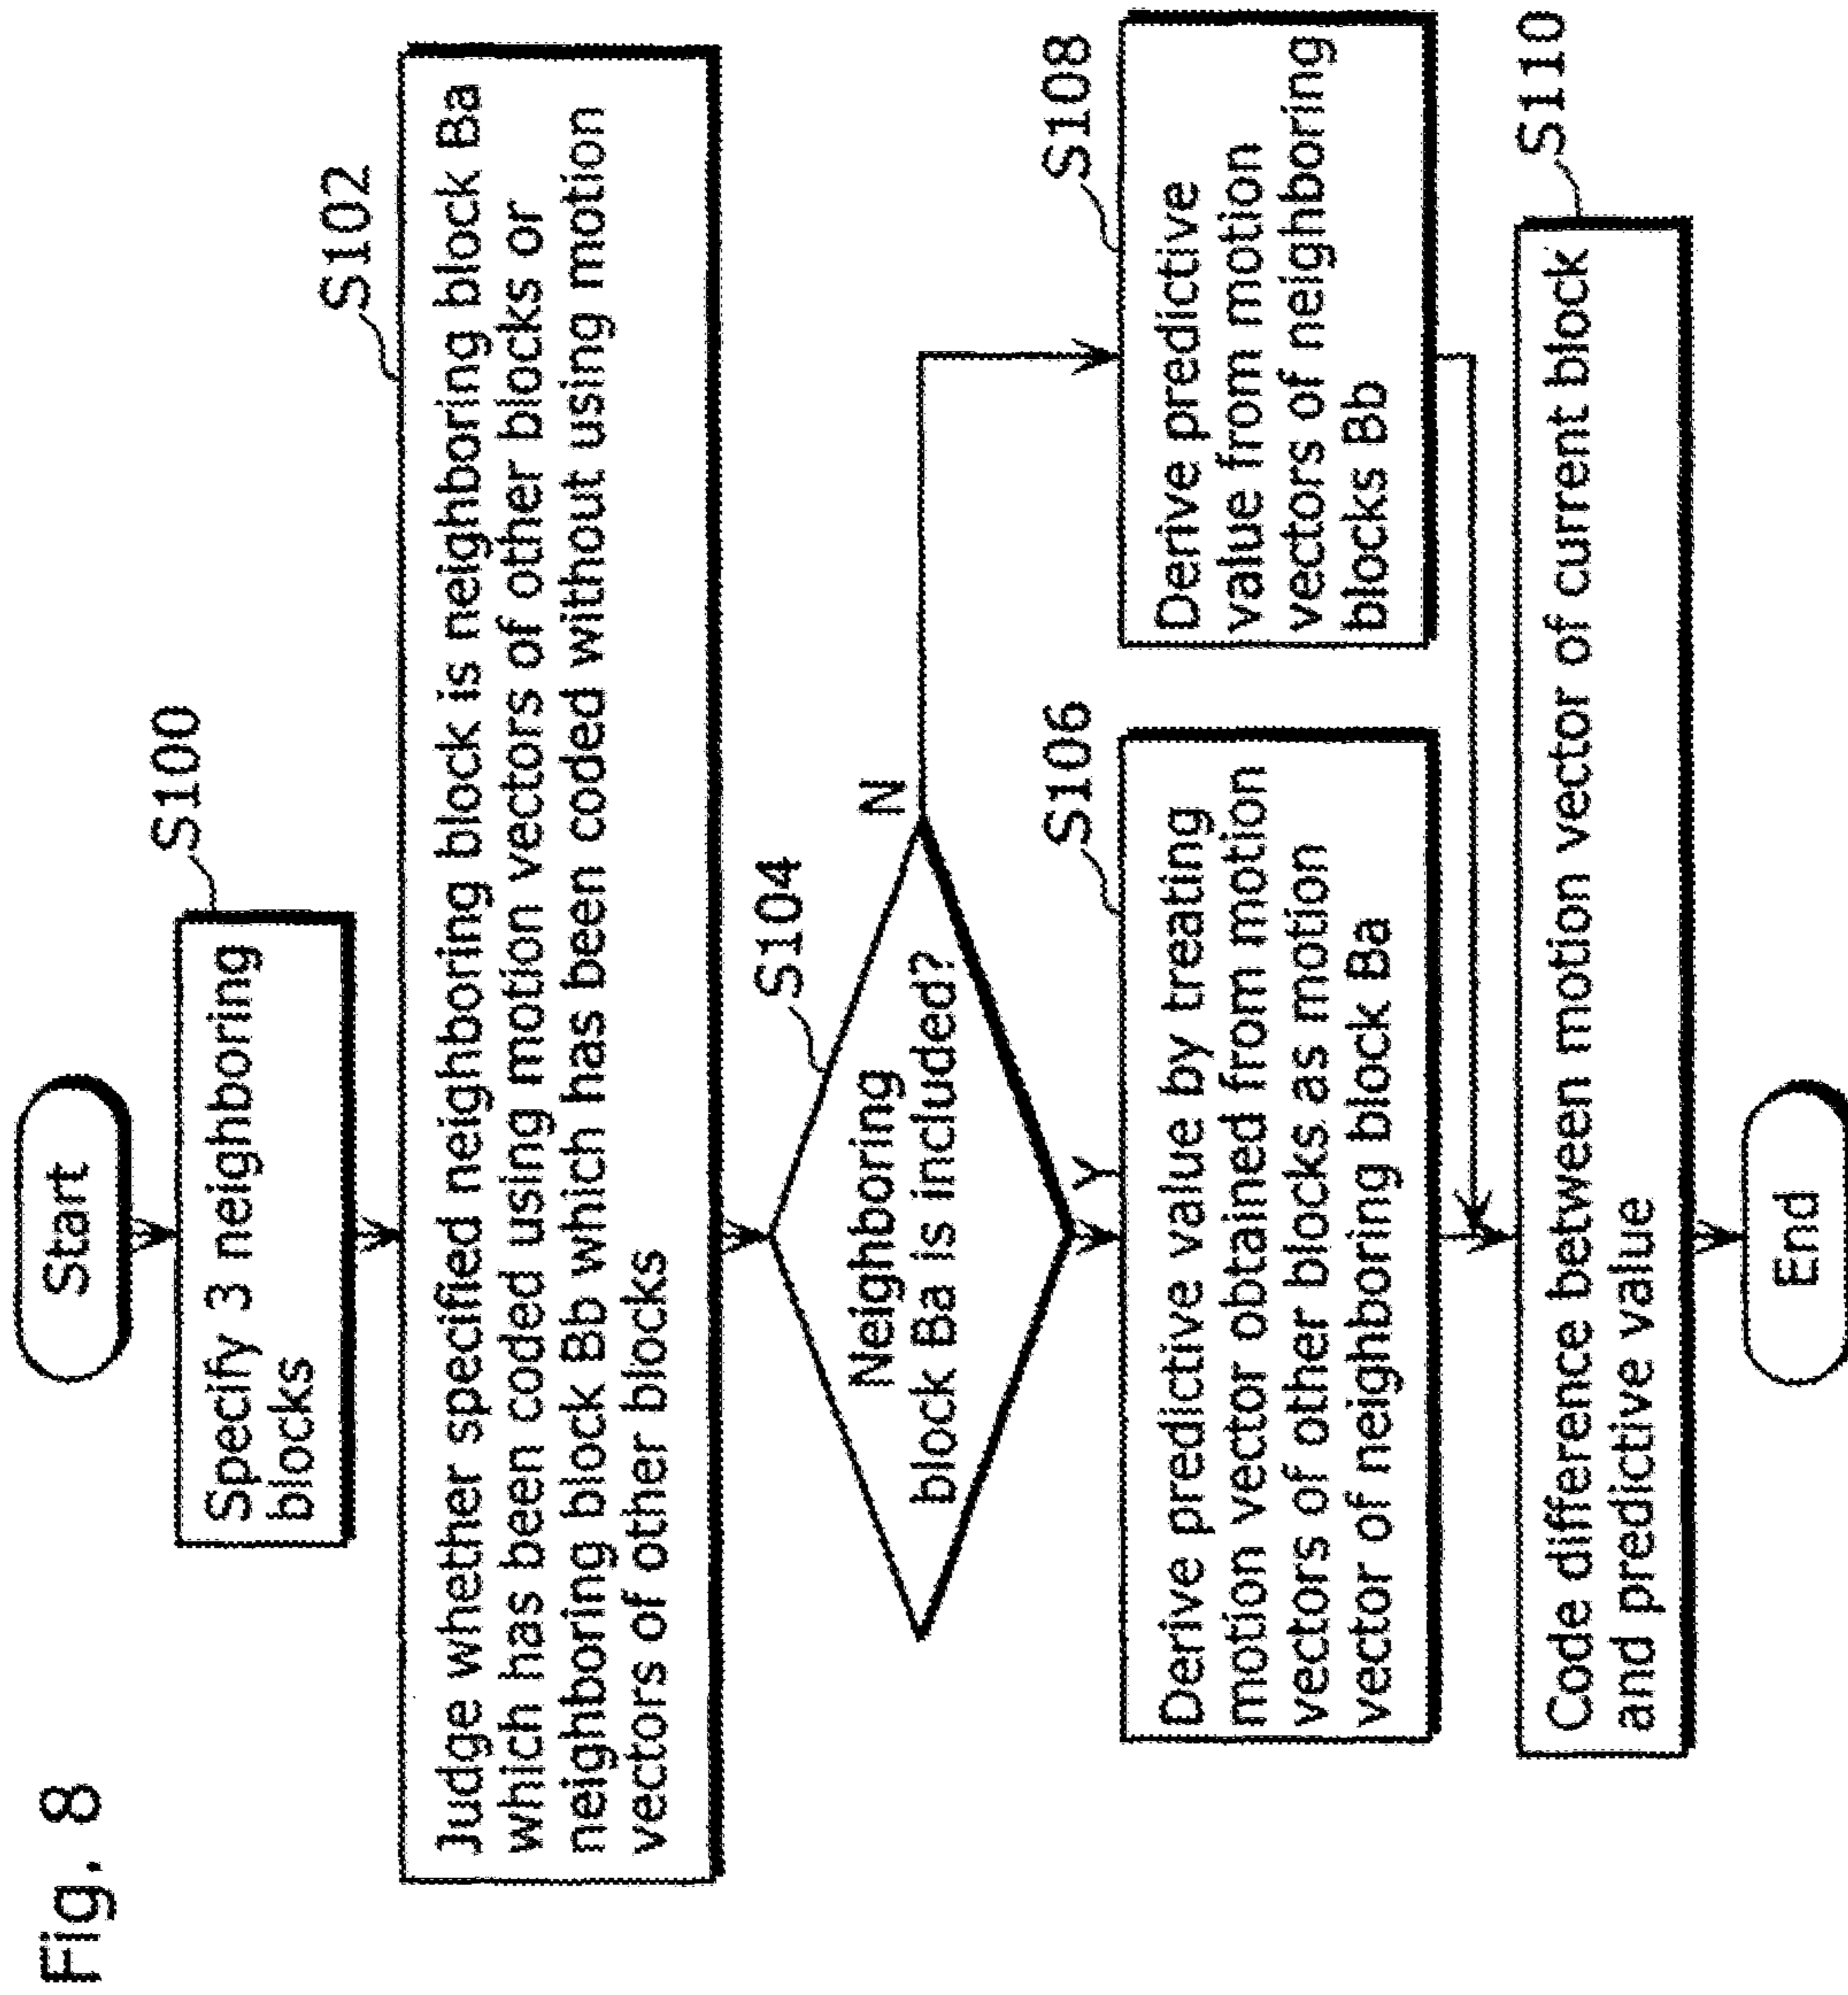 Fig. 8
Start
S100
Specify 3 neighboring
blocks
S102
Judge whether specified neighboring block is neighboring block Ba
which has been coded using motion vectors of other blocks or
neighboring block Bb which has been coded without using motion
vectors of other blocks
S104
Neighboring
block Ba is included?
N
Y
S106
Derive predictive value by treating
motion vector obtained from motion
vectors of other blocks as motion
vector of neighboring block Ba
S108
Derive predictive
value from motion
vectors of neighboring
blocks Bb
S110
Code difference between motion vector of current block
and predictive value
End